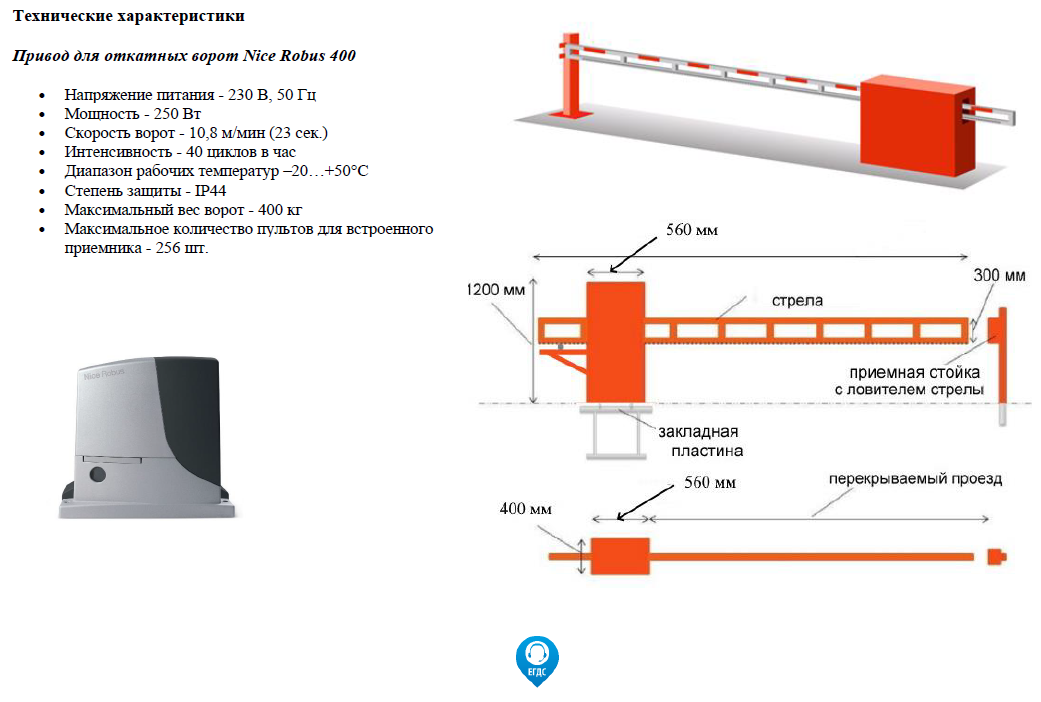 Технические характеристики
Привод для откатных ворот Nice Robus 400
• Напряжение питания - 230 В, 50 Гц
• Мощность - 250 Вт
• Скорость ворот - 10,8 м/мин (23 сек.)
• Интенсивность - 40 циклов в час
• Диапазон рабочих температур –20…+50°С
• Степень защиты - IP44
• Максимальный вес ворот - 400 кг
• Максимальное количество пультов для встроенного
приемника - 256 шт.
Nice Robus
560 мм
1200 мм
300 мм
стрела
приемная стойка
с ловителем стрелы
закладная
пластина
560 мм
перекрываемый проезд
400 мм
ЕГДС